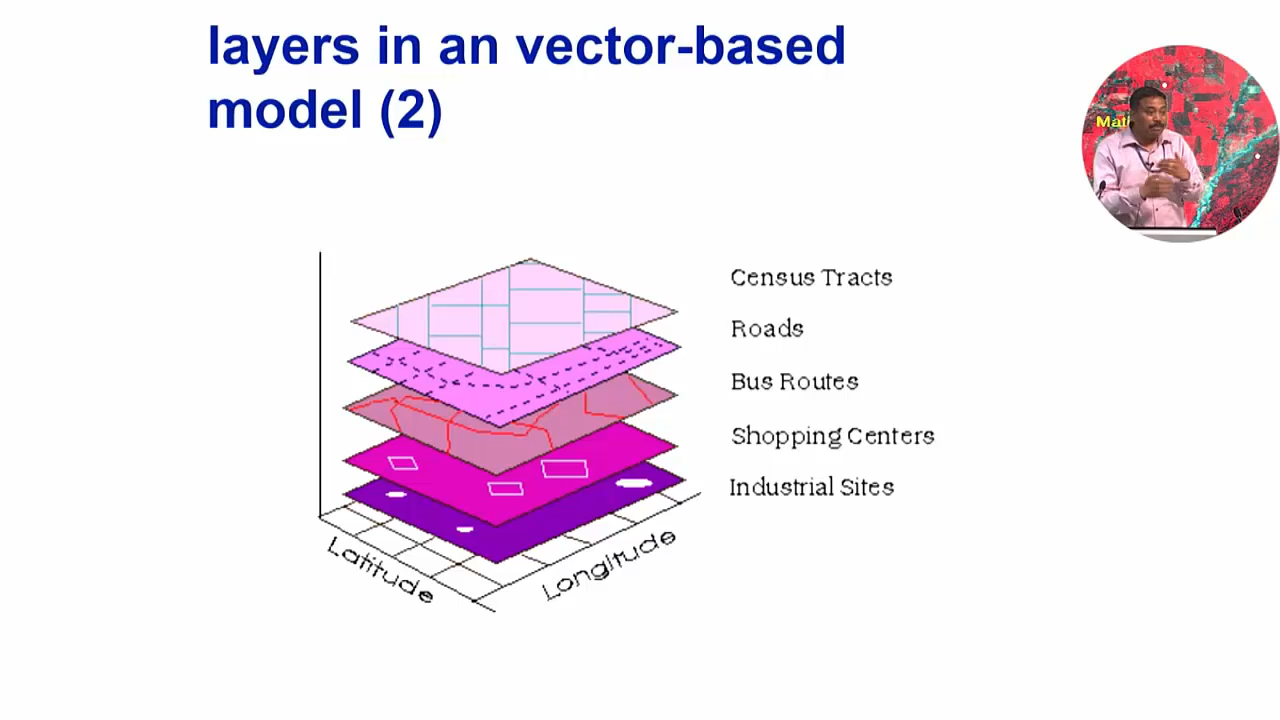 layers in an vector-based
model (2)
Census Tracts
Roads
Bus Routes
Shopping Centers
Industrial Sites
Latitude
Longitude